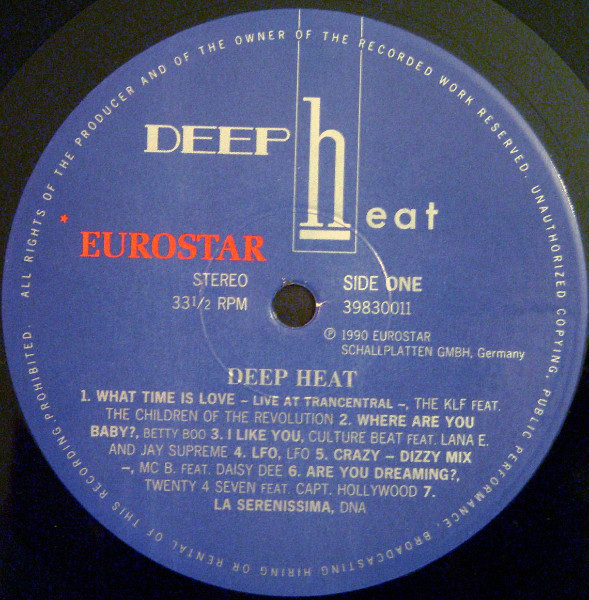 ALL RIGHTS OF THE PRODUCER AND OF THE OWNER OF THE RECORDED WORK RESERVED. UNAUTHORIZED COPYING, PUBLIC PERFORMANCE, BROADCASTING HIRING OR RENTAL OF THIS RECORDING PROHIBITED
DEEP heat
* EUROSTAR
STEREO
33 1/2 RPM
SIDE ONE
39830011
℗ 1990 EUROSTAR
SCHALLPLATTEN GMBH, Germany
DEEP HEAT
1. WHAT TIME IS LOVE – LIVE AT TRANCENTRAL –, THE KLF FEAT.
THE CHILDREN OF THE REVOLUTION 2. WHERE ARE YOU
BABY?, BETTY BOO 3. I LIKE YOU, CULTURE BEAT FEAT. LANA E.
AND JAY SUPREME 4. LFO, LFO 5. CRAZY – DIZZY MIX
–, MC B. FEAT. DAISY DEE 6. ARE YOU DREAMING?,
TWENTY 4 SEVEN FEAT. CAPT. HOLLYWOOD 7.
LA SERENISSIMA, DNA